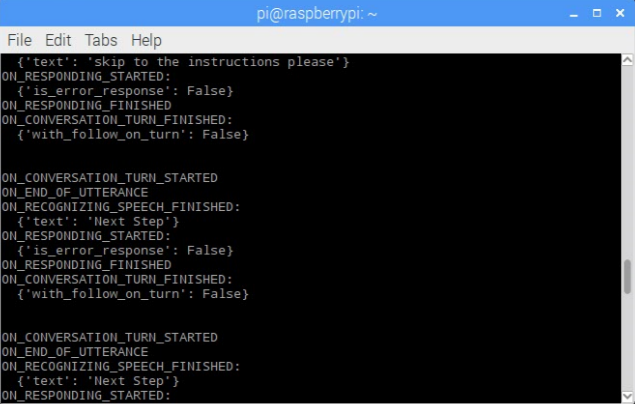 pi@raspberrypi: ~
File Edit Tabs Help
{'text': 'skip to the instructions please'}
ON_RESPONDING_STARTED:
{'is_error_response': False}
ON_RESPONDING_FINISHED
ON_CONVERSATION_TURN_FINISHED:
{'with_follow_on_turn': False}
ON_CONVERSATION_TURN_STARTED
ON_END_OF_UTTERANCE
ON_RECOGNIZING_SPEECH_FINISHED:
{'text': 'Next Step'}
ON_RESPONDING_STARTED:
{'is_error_response': False}
ON_RESPONDING_FINISHED
ON_CONVERSATION_TURN_FINISHED:
{'with_follow_on_turn': False}
ON_CONVERSATION_TURN_STARTED
ON_END_OF_UTTERANCE
ON_RECOGNIZING_SPEECH_FINISHED:
{'text': 'Next Step'}
ON_RESPONDING_STARTED: